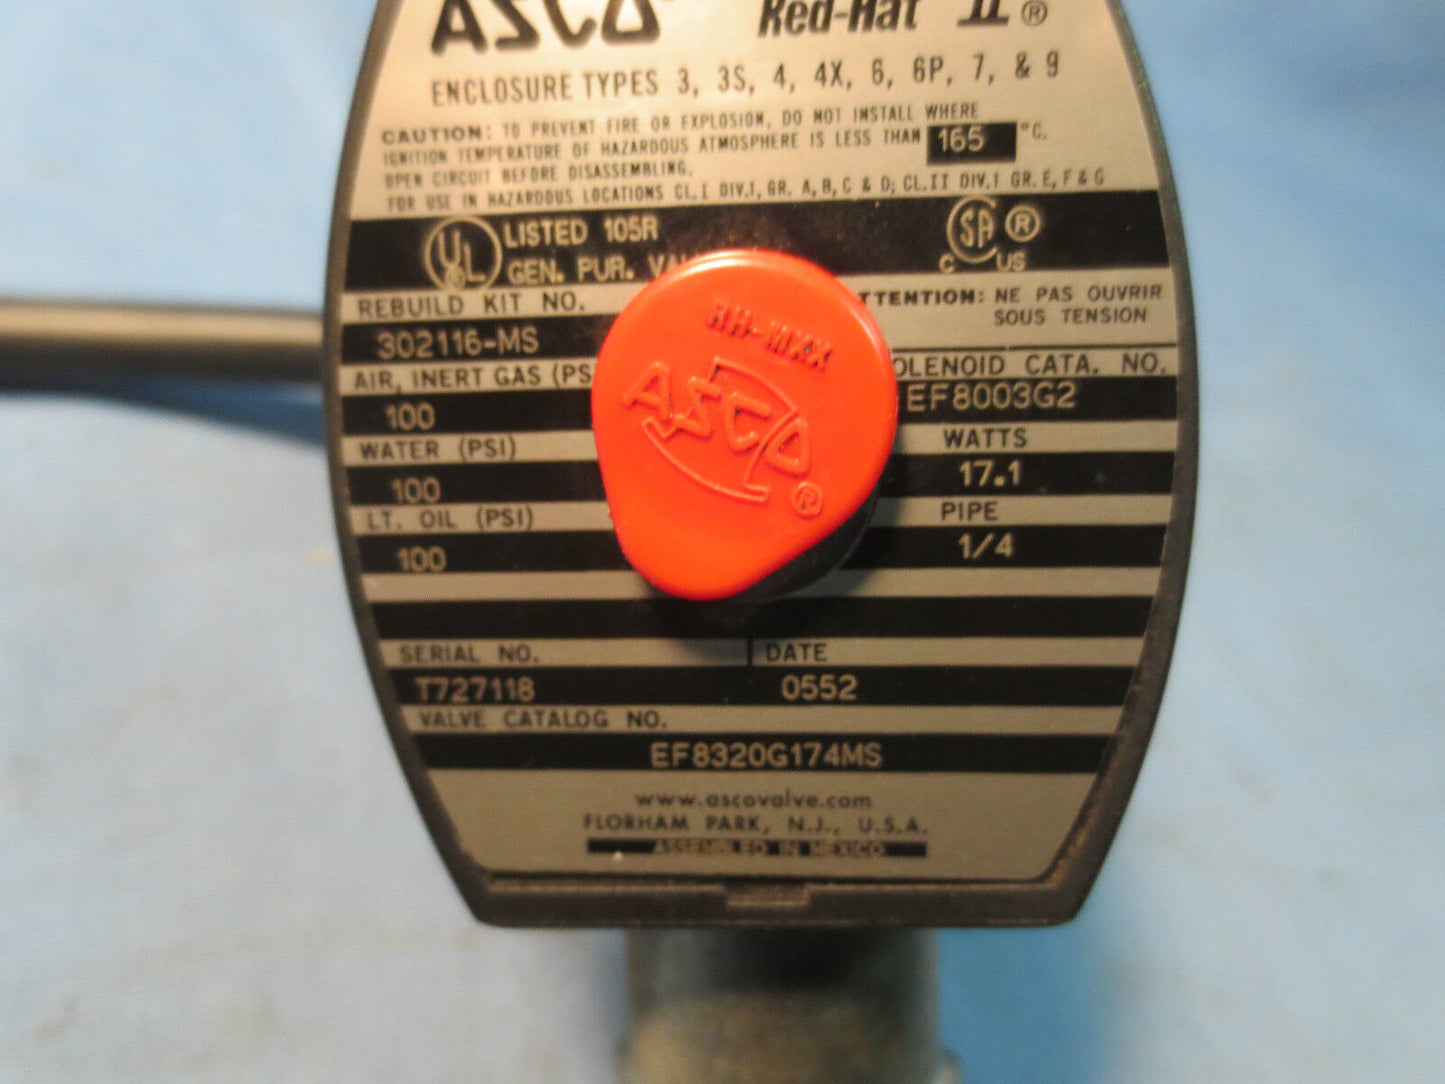 ASCO Red-Hat II®
ENCLOSURE TYPES 3, 3S, 4, 4X, 6, 6P, 7, & 9
CAUTION: TO PREVENT FIRE OR EXPLOSION, DO NOT INSTALL WHERE
IGNITION TEMPERATURE OF HAZARDOUS ATMOSPHERE IS LESS THAN 165 °C.
OPEN CIRCUIT BEFORE DISASSEMBLING.
FOR USE IN HAZARDOUS LOCATIONS CL.I DIV.1, GR. A, B, C & D; CL.II DIV.1 GR. E, F & G
UL LISTED 105R
GEN. PUR.
SA ®
C US
REBUILD KIT NO.
302116-MS
ATTENTION: NE PAS OUVRIR
SOUS TENSION
AIR, INERT GAS (PS
100
WATER (PSI)
100
LT. OIL (PSI)
100
RH-MXX
ASCO ®
OLENOID CATA. NO.
EF8003G2
WATTS
17.1
PIPE
1/4
SERIAL NO. DATE
T727118 0552
VALVE CATALOG NO.
EF8320G174MS
www.ascovalve.com
FLORHAM PARK, N.J., U.S.A.
ASSEMBLED IN MEXICO